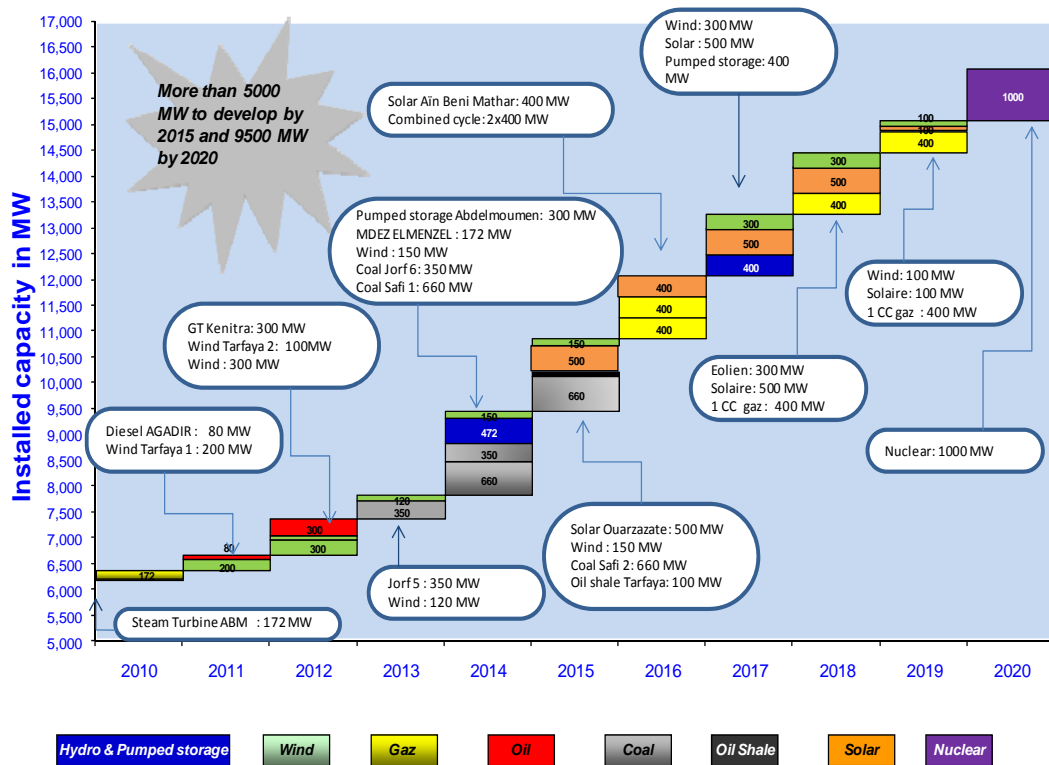 Installed capacity in MW
17,000
16,500
16,000
15,500
15,000
14,500
14,000
13,500
13,000
12,500
12,000
11,500
11,000
10,500
10,000
9,500
9,000
8,500
8,000
7,500
7,000
6,500
6,000
5,500
5,000
More than 5000
MW to develop by
2015 and 9500 MW
by 2020
Steam Turbine ABM : 172 MW
Diesel AGADIR : 80 MW
Wind Tarfaya 1 : 200 MW
GT Kenitra: 300 MW
Wind Tarfaya 2: 100MW
Wind : 300 MW
Jorf 5 : 350 MW
Wind : 120 MW
Pumped storage Abdelmoumen: 300 MW
MDEZ ELMENZEL : 172 MW
Wind : 150 MW
Coal Jorf 6: 350 MW
Coal Safi 1: 660 MW
Solar Ouarzazate: 500 MW
Wind : 150 MW
Coal Safi 2: 660 MW
Oil shale Tarfaya: 100 MW
Solar Aïn Beni Mathar: 400 MW
Combined cycle: 2x400 MW
Wind: 300 MW
Solar : 500 MW
Pumped storage: 400
MW
Eolien: 300 MW
Solaire: 500 MW
1 CC gaz : 400 MW
Wind: 100 MW
Solaire: 100 MW
1 CC gaz : 400 MW
Nuclear: 1000 MW
172
80
200
300
300
120
350
150
472
350
660
150
500
660
400
400
400
300
500
400
300
500
400
100
100
400
1000
2010
2011
2012
2013
2014
2015
2016
2017
2018
2019
2020
Hydro & Pumped storage
Wind
Gaz
Oil
Coal
Oil Shale
Solar
Nuclear